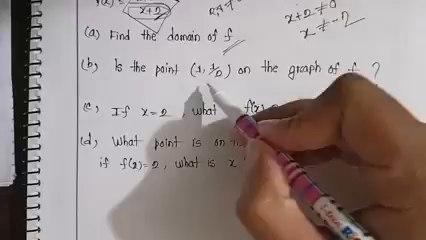 x+2
x+2 ≠ 0
x ≠ -2
(a) Find the domain of f
(b) Is the point (1, 1/2) on the graph of f ?
(c) If x=2, what f(x)
(d) What point is on
if f(x)=2, what is x